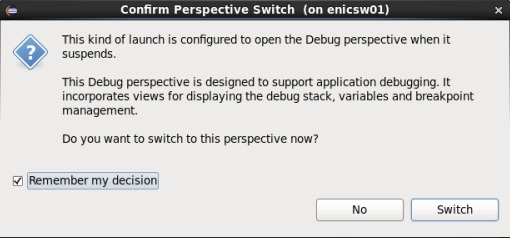 Confirm Perspective Switch (on enicsw01)
This kind of launch is configured to open the Debug perspective when it
suspends.
This Debug perspective is designed to support application debugging. It
incorporates views for displaying the debug stack, variables and breakpoint
management.
Do you want to switch to this perspective now?
Remember my decision
No
Switch